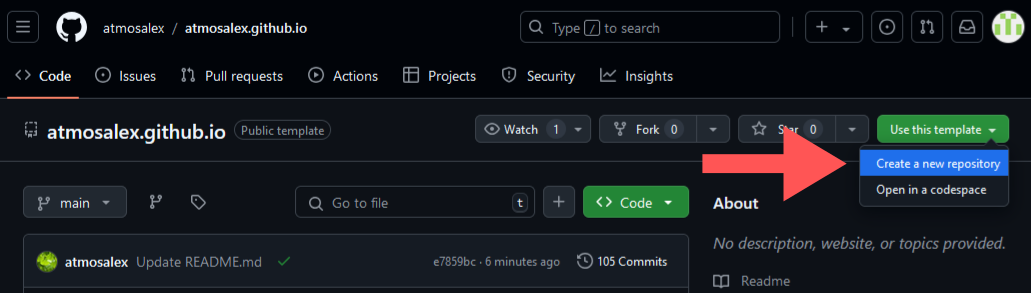 atmosalex / atmosalex.github.io
Type / to search
Code Issues Pull requests Actions Projects Security Insights
atmosalex.github.io Public template
Watch 1 Fork 0 Star 0 Use this template
Create a new repository
Open in a codespace
main Go to file t Code
About
No description, website, or topics provided.
atmosalex Update README.md e7859bc · 6 minutes ago 105 Commits
Readme